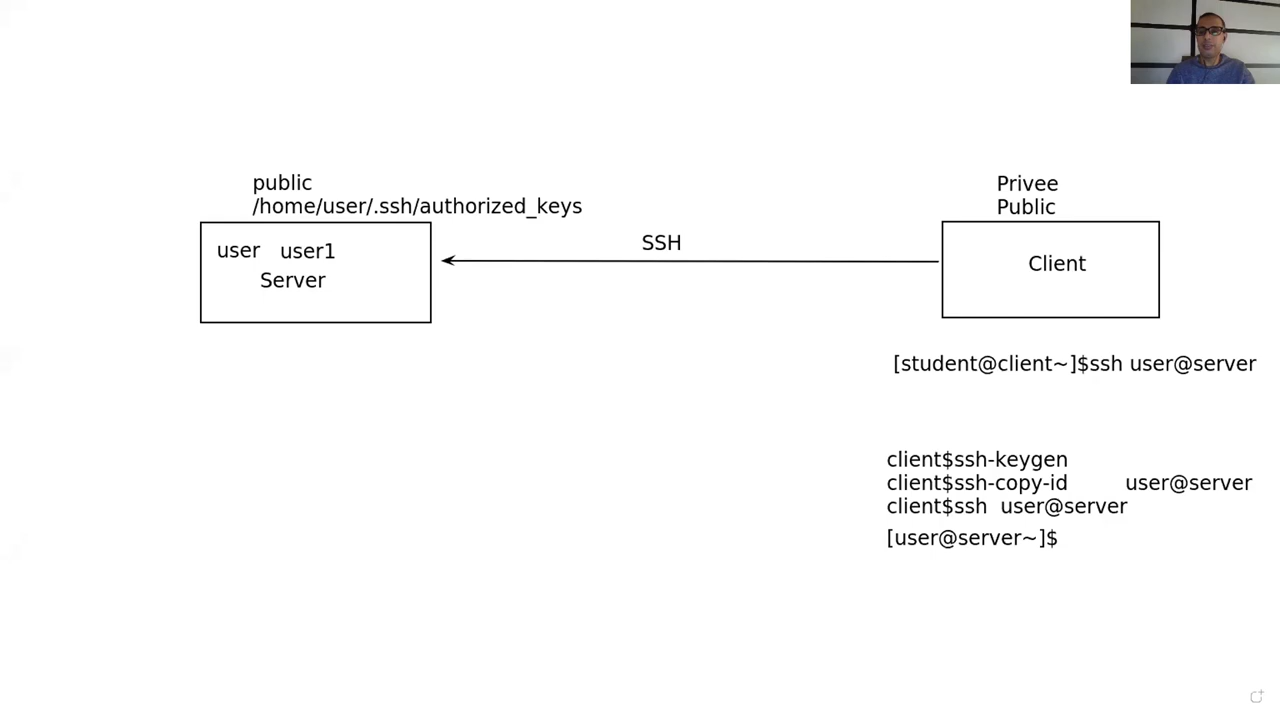 public
/home/user/.ssh/authorized_keys
Privee
Public
user user1
Server
SSH
Client
[student@client~]$ssh user@server
client$ssh-keygen
client$ssh-copy-id user@server
client$ssh user@server
[user@server~]$